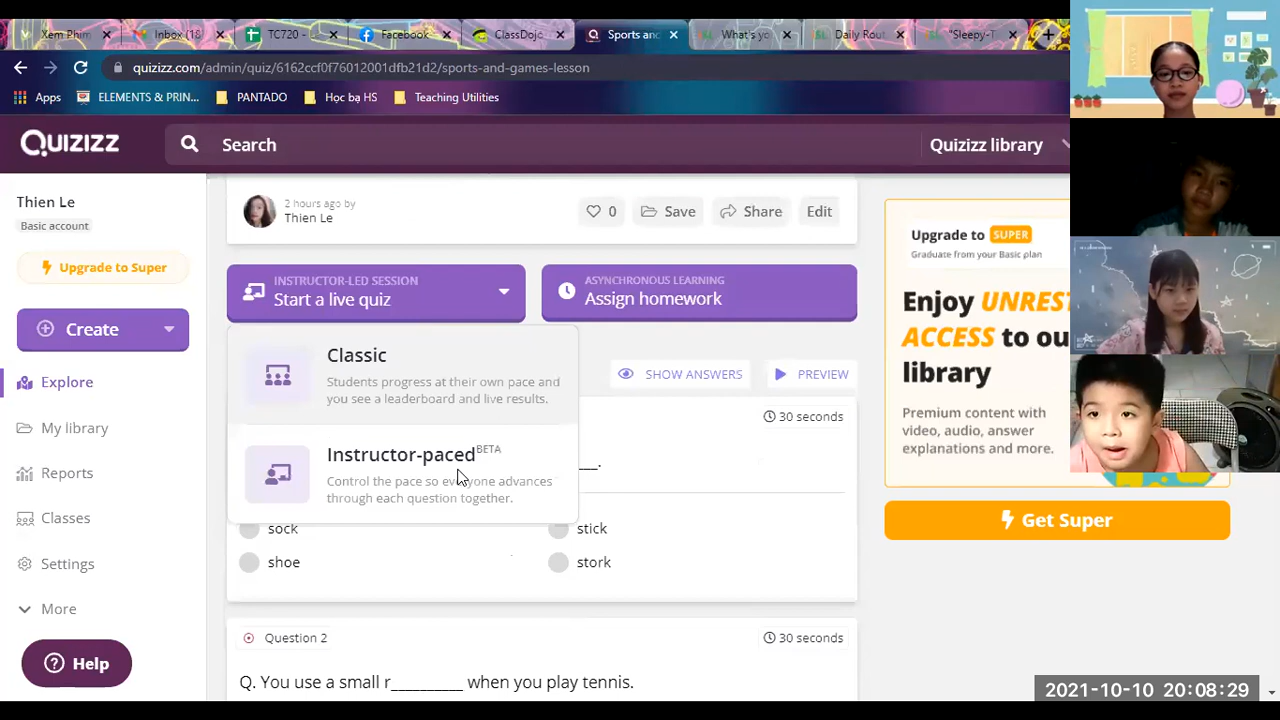 Xem Phim
Inbox (18
TC720 -
Facebook
ClassDojo
Sports and
What's yo
Daily Rout
"Sleepy-T
quizizz.com/admin/quiz/6162ccf0f76012001dfb21d2/sports-and-games-lesson
Apps
ELEMENTS & PRIN...
PANTADO
Học bạ HS
Teaching Utilities
QUIZIZZ
Search
Quizizz library
Thien Le
Basic account
Upgrade to Super
Create
Explore
My library
Reports
Classes
Settings
More
Help
2 hours ago by
Thien Le
0
Save
Share
Edit
INSTRUCTOR-LED SESSION
Start a live quiz
ASYNCHRONOUS LEARNING
Assign homework
Classic
Students progress at their own pace and
you see a leaderboard and live results.
Instructor-paced BETA
Control the pace so everyone advances
through each question together.
SHOW ANSWERS
PREVIEW
30 seconds
___.
sock
stick
shoe
stork
Question 2
30 seconds
Q. You use a small r__________ when you play tennis.
Upgrade to SUPER
Graduate from your Basic plan
Enjoy UNREST
ACCESS to ou
library
Premium content with
video, audio, answer
explanations and more.
Get Super
2021-10-10 20:08:29